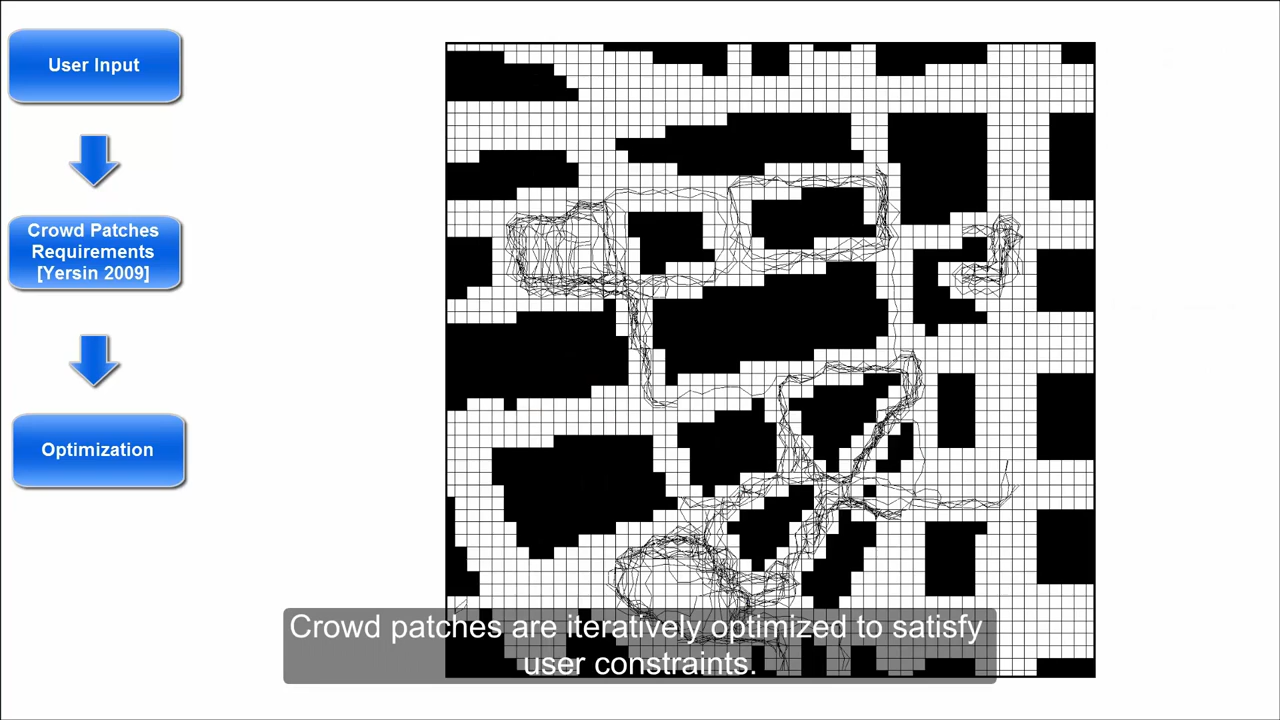 User Input
Crowd Patches
Requirements
[Yersin 2009]
Optimization
Crowd patches are iteratively optimized to satisfy
user constraints.